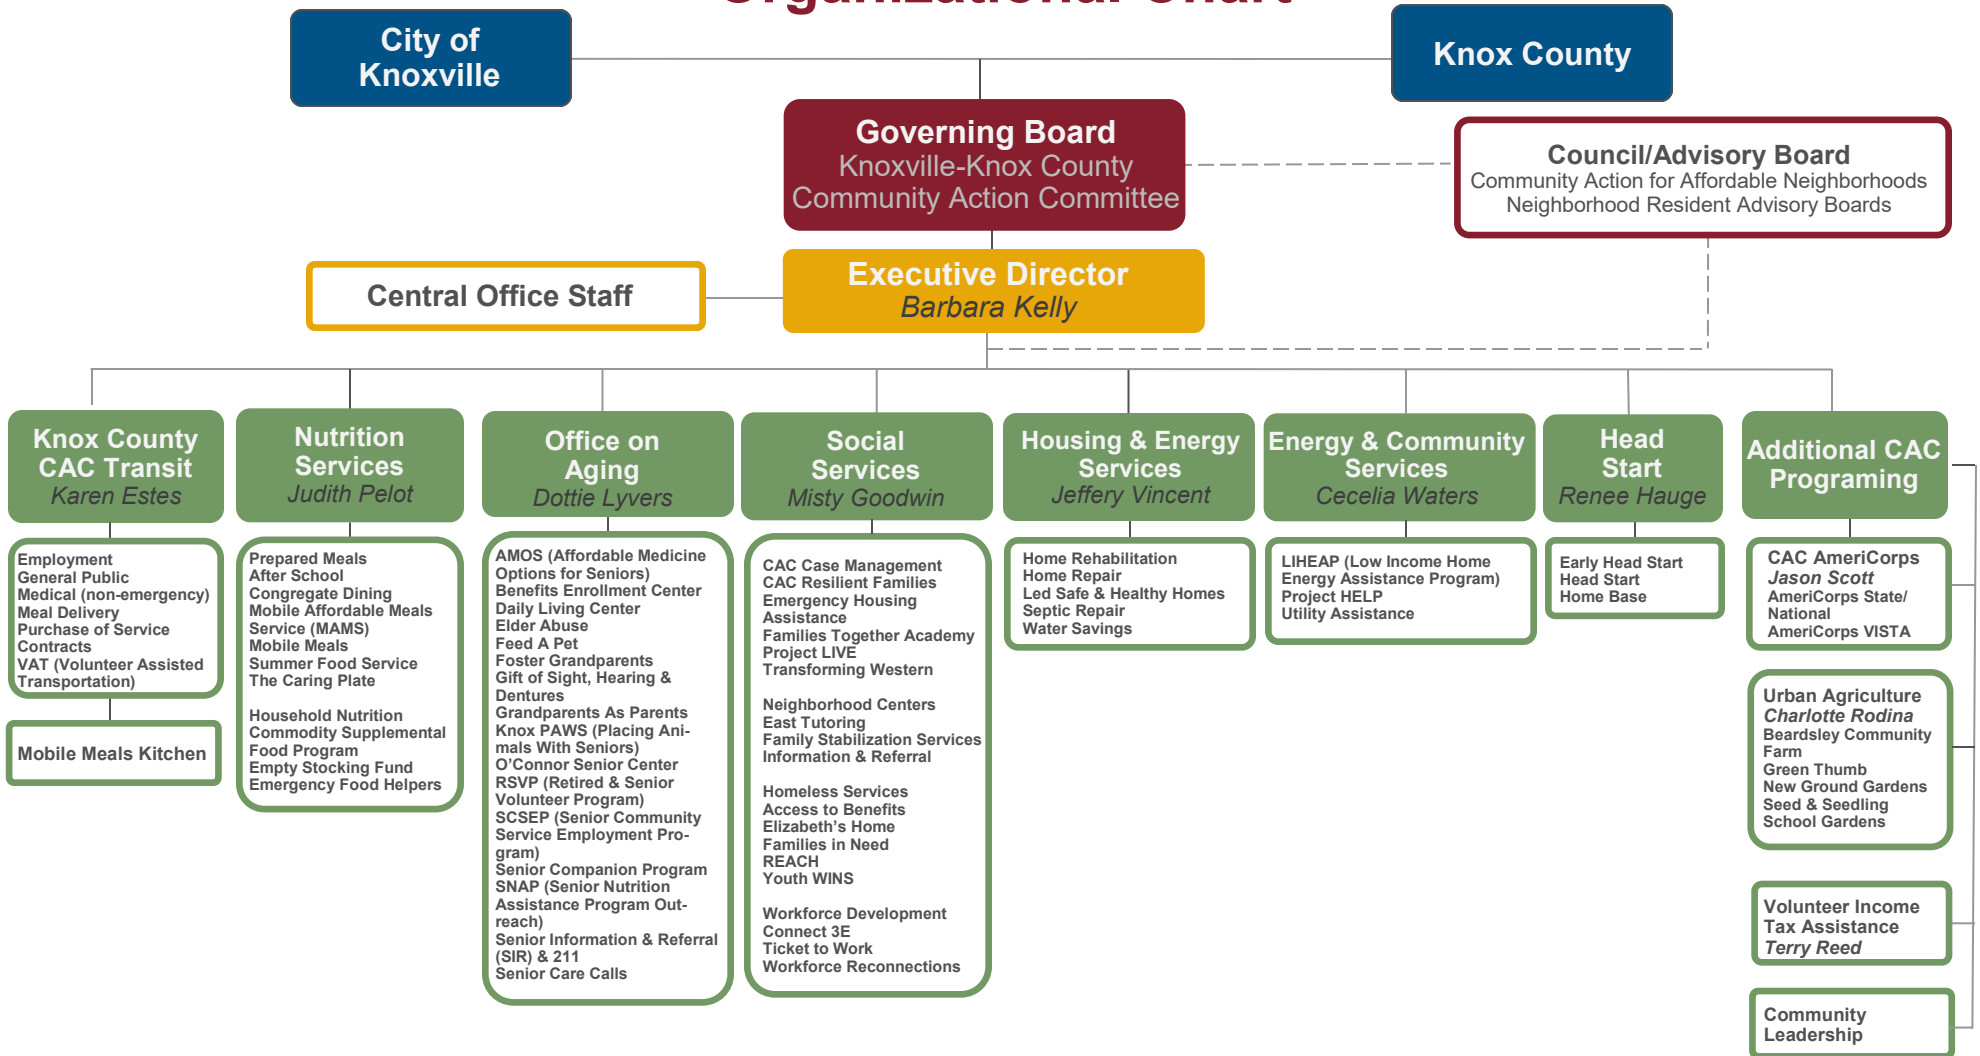 Organizational Chart
City of
Knoxville
Knox County
Governing Board
Knoxville-Knox County
Community Action Committee
Council/Advisory Board
Community Action for Affordable Neighborhoods
Neighborhood Resident Advisory Boards
Central Office Staff
Executive Director
Barbara Kelly
Knox County
CAC Transit
Karen Estes
Employment
General Public
Medical (non-emergency)
Meal Delivery
Purchase of Service
Contracts
VAT (Volunteer Assisted
Transportation)
Mobile Meals Kitchen
Nutrition
Services
Judith Pelot
Prepared Meals
After School
Congregate Dining
Mobile Affordable Meals
Service (MAMS)
Mobile Meals
Summer Food Service
The Caring Plate
Household Nutrition
Commodity Supplemental
Food Program
Empty Stocking Fund
Emergency Food Helpers
Office on
Aging
Dottie Lyvers
AMOS (Affordable Medicine
Options for Seniors)
Benefits Enrollment Center
Daily Living Center
Elder Abuse
Feed A Pet
Foster Grandparents
Gift of Sight, Hearing &
Dentures
Grandparents As Parents
Knox PAWS (Placing Ani-
mals With Seniors)
O’Connor Senior Center
RSVP (Retired & Senior
Volunteer Program)
SCSEP (Senior Community
Service Employment Pro-
gram)
Senior Companion Program
SNAP (Senior Nutrition
Assistance Program Out-
reach)
Senior Information & Referral
(SIR) & 211
Senior Care Calls
Social
Services
Misty Goodwin
CAC Case Management
CAC Resilient Families
Emergency Housing
Assistance
Families Together Academy
Project LIVE
Transforming Western
Neighborhood Centers
East Tutoring
Family Stabilization Services
Information & Referral
Homeless Services
Access to Benefits
Elizabeth’s Home
Families in Need
REACH
Youth WINS
Workforce Development
Connect 3E
Ticket to Work
Workforce Reconnections
Housing & Energy
Services
Jeffery Vincent
Home Rehabilitation
Home Repair
Led Safe & Healthy Homes
Septic Repair
Water Savings
Energy & Community
Services
Cecelia Waters
LIHEAP (Low Income Home
Energy Assistance Program)
Project HELP
Utility Assistance
Head
Start
Renee Hauge
Early Head Start
Head Start
Home Base
Additional CAC
Programing
CAC AmeriCorps
Jason Scott
AmeriCorps State/
National
AmeriCorps VISTA
Urban Agriculture
Charlotte Rodina
Beardsley Community
Farm
Green Thumb
New Ground Gardens
Seed & Seedling
School Gardens
Volunteer Income
Tax Assistance
Terry Reed
Community
Leadership